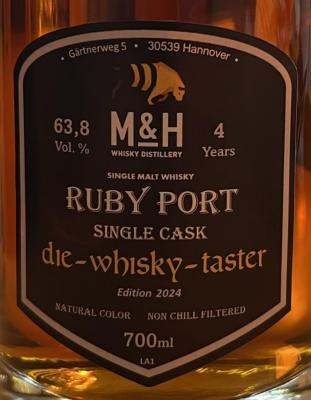 • Gärtnerweg 5 • 30539 Hannover •
63,8 Vol. %
M&H
WHISKY DISTILLERY
4 Years
SINGLE MALT WHISKY
RUBY PORT
SINGLE CASK
die-whisky-taster
Edition 2024
NATURAL COLOR NON CHILL FILTERED
700ml
LA1